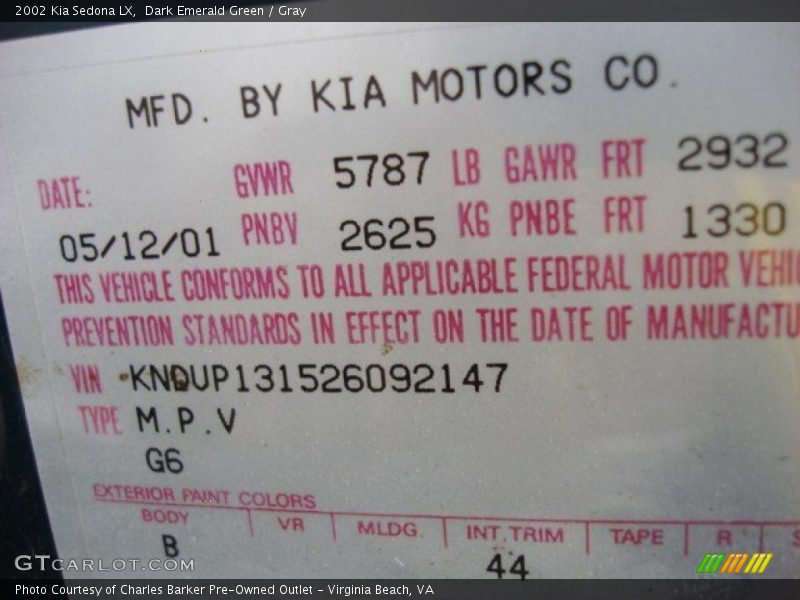 2002 Kia Sedona LX,  Dark Emerald Green / Gray
MFD. BY KIA MOTORS CO.
DATE: GVWR 5787 LB GAWR FRT 2932
05/12/01 PNBV 2625 KG PNBE FRT 1330
THIS VEHICLE CONFORMS TO ALL APPLICABLE FEDERAL MOTOR VEHI
PREVENTION STANDARDS IN EFFECT ON THE DATE OF MANUFACTU
VIN KNDUP131526092147
TYPE M.P.V
G6
EXTERIOR PAINT COLORS
BODY VR MLDG. INT.TRIM TAPE R S
B 44
GTCARLOT.COM
Photo Courtesy of Charles Barker Pre-Owned Outlet - Virginia Beach, VA